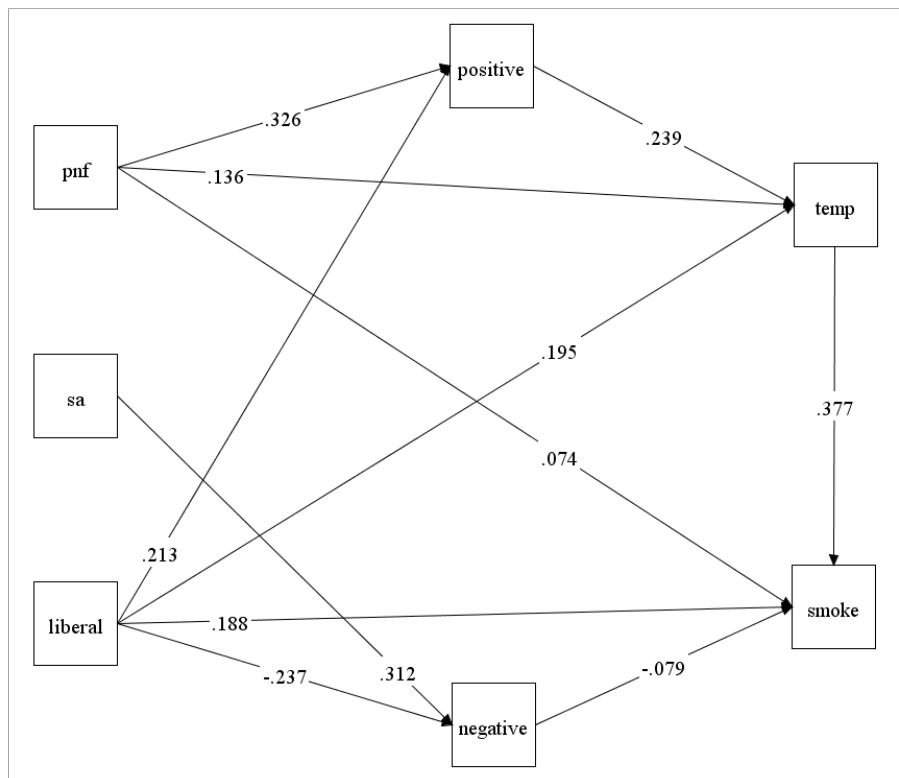 positive
.326
.239
pnf
.136
temp
.195
sa
.377
.074
.213
liberal
.188
smoke
-.237
.312
-.079
negative